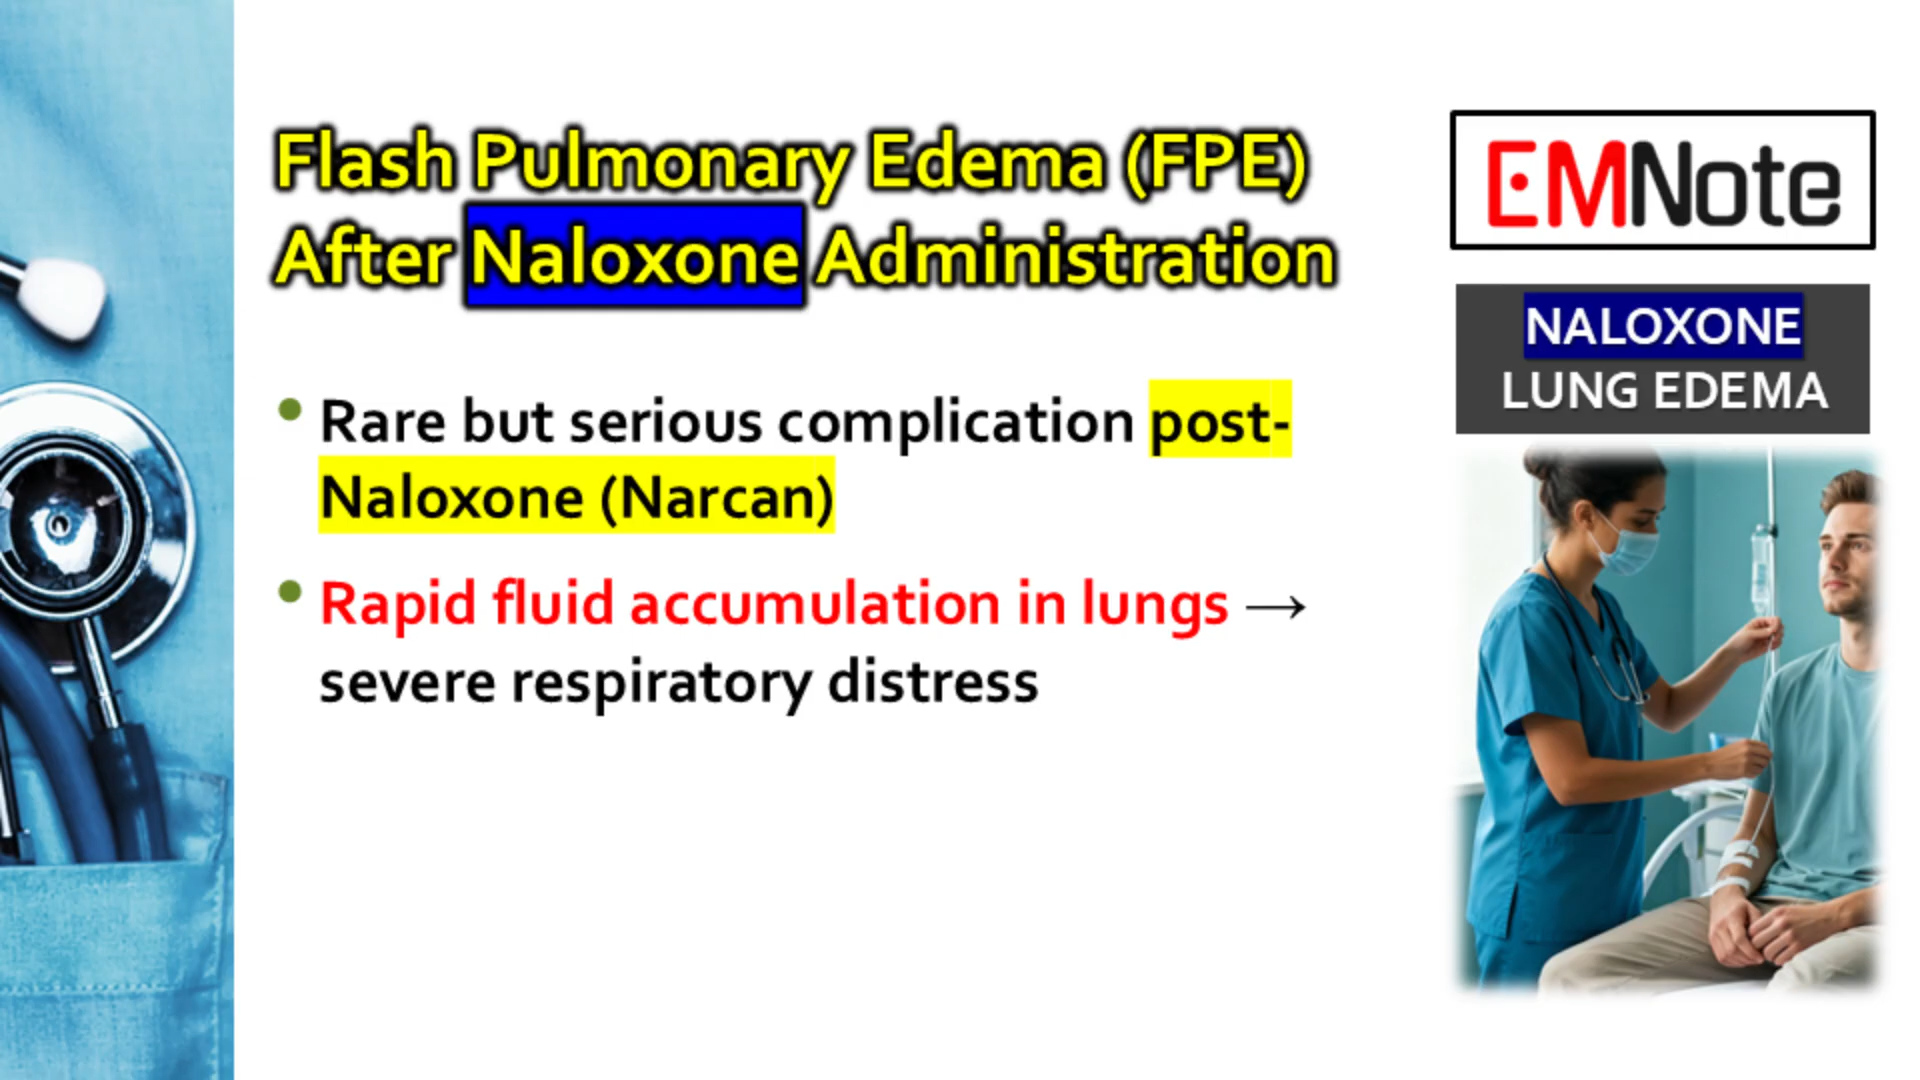 Flash Pulmonary Edema (FPE)
After Naloxone Administration
• Rare but serious complication post-
Naloxone (Narcan)
• Rapid fluid accumulation in lungs →
severe respiratory distress
EMNote
NALOXONE
LUNG EDEMA